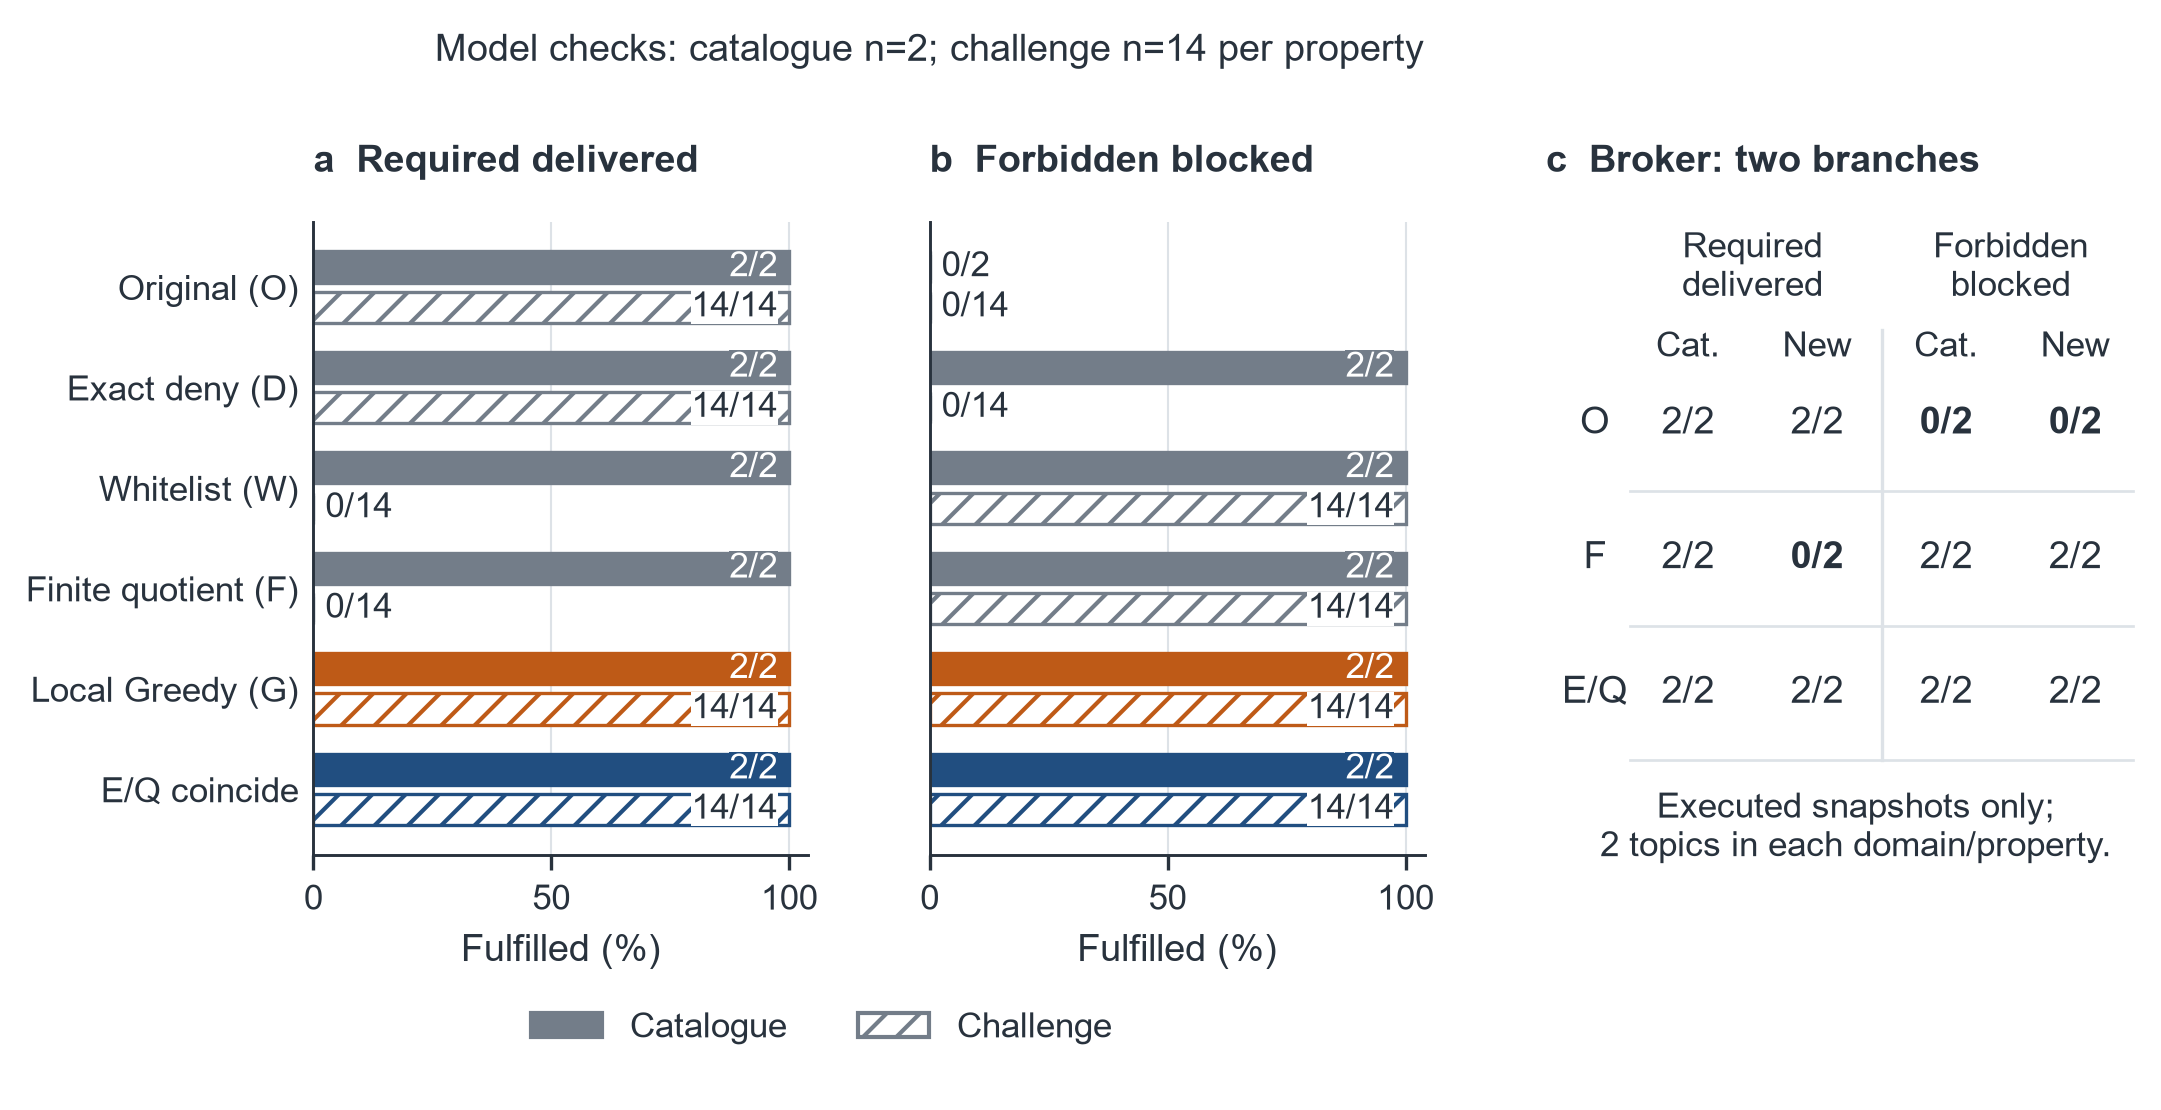 Model checks: catalogue n=2; challenge n=14 per property
a Required delivered
Original (O)
2/2
14/14
Exact deny (D)
2/2
14/14
Whitelist (W)
2/2
0/14
Finite quotient (F)
2/2
0/14
Local Greedy (G)
2/2
14/14
E/Q coincide
2/2
14/14
0 50 100
Fulfilled (%)
b Forbidden blocked
0/2
0/14
2/2
0/14
2/2
14/14
2/2
14/14
2/2
14/14
2/2
14/14
0 50 100
Fulfilled (%)
Catalogue Challenge
c Broker: two branches
Required Forbidden
delivered blocked
Cat. New Cat. New
O 2/2 2/2 0/2 0/2
F 2/2 0/2 2/2 2/2
E/Q 2/2 2/2 2/2 2/2
Executed snapshots only;
2 topics in each domain/property.